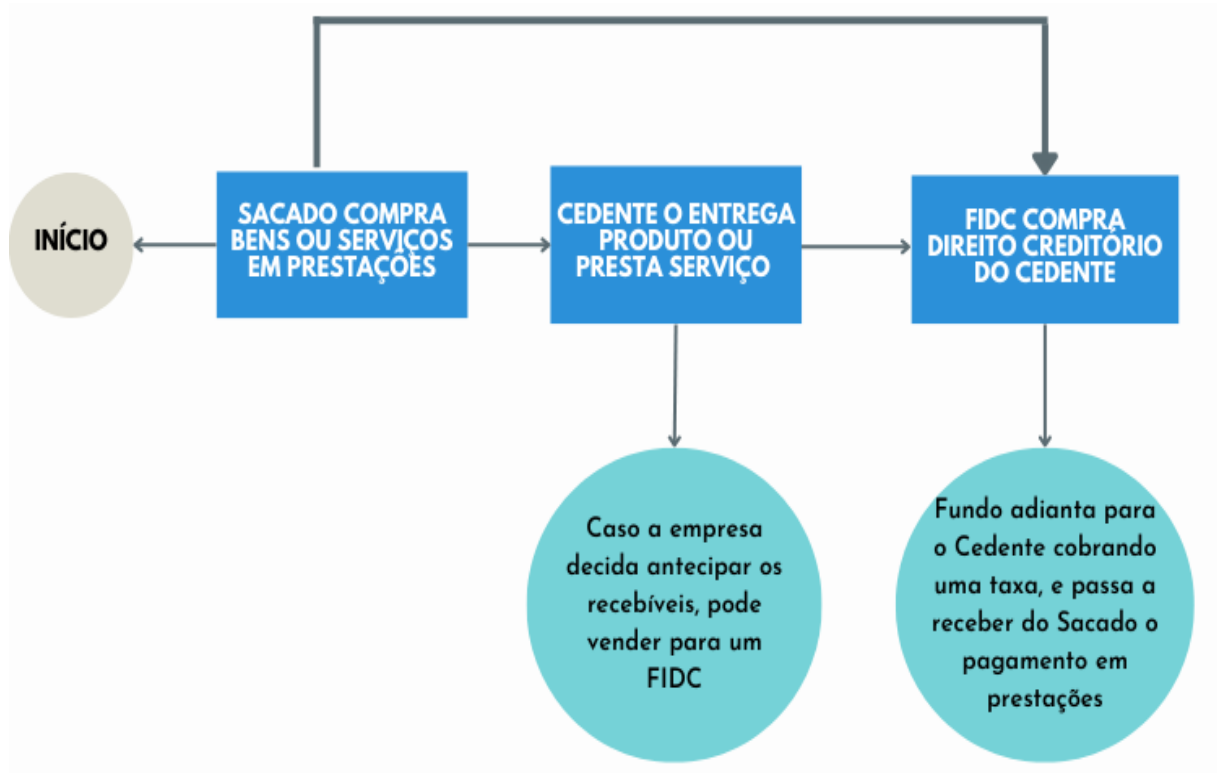 INÍCIO
SACADO COMPRA
BENS OU SERVIÇOS
EM PRESTAÇÕES
CEDENTE O ENTREGA
PRODUTO OU
PRESTA SERVIÇO
FIDC COMPRA
DIREITO CREDITÓRIO
DO CEDENTE
Caso a empresa
decida antecipar os
recebíveis, pode
vender para um
FIDC
Fundo adianta para
o Cedente cobrando
uma taxa, e passa a
receber do Sacado o
pagamento em
prestações